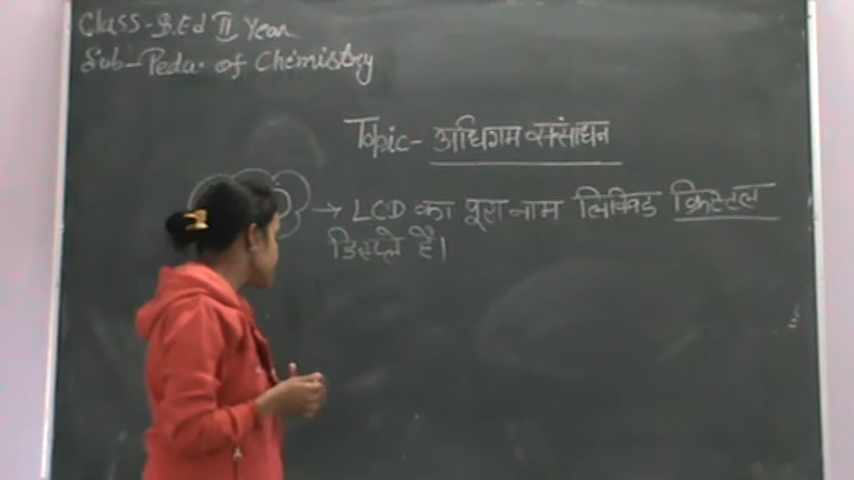 Class-B.Ed II Year
Sub-Peda. of Chemistry
Topic- अधिगम संसाधन
→ LCD का पूरा नाम लिक्विड क्रिस्टल
डिस्प्ले है।